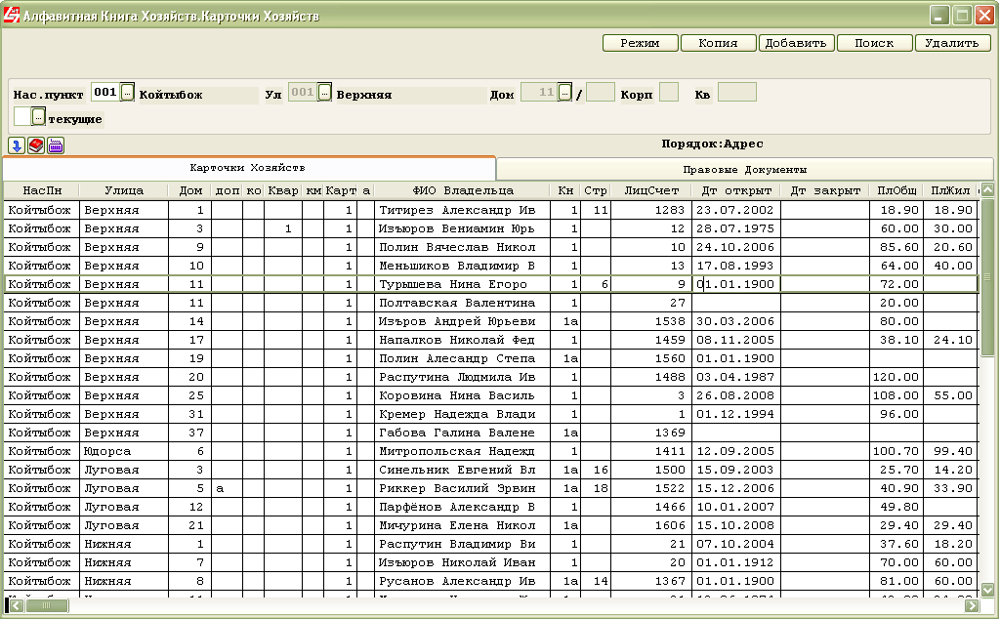 Алфавитная Книга Хозяйств.Карточки Хозяйств
Режим Копия Добавить Поиск Удалить
Нас.пункт 001 ... Койтыбож Ул 001 ... Верхняя Дом 11 ... / Корп Кв
... текущие
Порядок:Адрес
Карточки Хозяйств Правовые Документы
НасПн Улица Дом доп ко Квар км Карт а ФИО Владельца Кн Стр ЛицСчет Дт открыт Дт закрыт ПлОбщ ПлЖил
Койтыбож Верхняя 1 1 Титирез Александр Ив 1 11 1283 23.07.2002 18.90 18.90
Койтыбож Верхняя 3 1 1 Изъюров Вениамин Юрь 1 12 28.07.1975 60.00 30.00
Койтыбож Верхняя 9 1 Полин Вячеслав Никол 1 10 24.10.2006 85.60 20.60
Койтыбож Верхняя 10 1 Меньшиков Владимир В 1 13 17.08.1993 64.00 40.00
Койтыбож Верхняя 11 1 Турышева Нина Егоро 1 6 9 01.01.1900 72.00
Койтыбож Верхняя 11 1 Полтавская Валентина 1 27 20.00
Койтыбож Верхняя 14 1 Изъров Андрей Юрьеви 1а 1538 30.03.2006 80.00
Койтыбож Верхняя 17 1 Напалков Николай Фед 1 1459 08.11.2005 38.10 24.10
Койтыбож Верхняя 19 1 Полин Алесандр Степа 1а 1560 01.01.1900
Койтыбож Верхняя 20 1 Распутина Людмила Ив 1 1488 03.04.1987 120.00
Койтыбож Верхняя 25 1 Коровина Нина Василь 1 3 26.08.2008 108.00 55.00
Койтыбож Верхняя 31 1 Кремер Надежда Влади 1 1 01.12.1994 96.00
Койтыбож Верхняя 37 1 Габова Галина Валене 1а 1369
Койтыбож Юдорса 6 1 Митропольская Надежд 1 1411 12.09.2005 100.70 99.40
Койтыбож Луговая 3 1 Синельник Евгений Вл 1а 16 1500 15.09.2003 25.70 14.20
Койтыбож Луговая 5 а 1 Риккер Василий Эрвин 1а 18 1522 15.12.2006 40.90 33.90
Койтыбож Луговая 12 1 Парфёнов Александр В 1 1466 10.01.2007 49.80
Койтыбож Луговая 21 1 Мичурина Елена Никол 1а 1606 15.10.2008 29.40 29.40
Койтыбож Нижняя 1 1 Распутин Владимир Ви 1 21 07.10.2004 37.60 18.20
Койтыбож Нижняя 7 1 Изъюров Николай Иван 1 20 01.01.1912 70.00 60.00
Койтыбож Нижняя 8 1 Русанов Александр Ив 1а 14 1367 01.01.1900 81.00 60.00